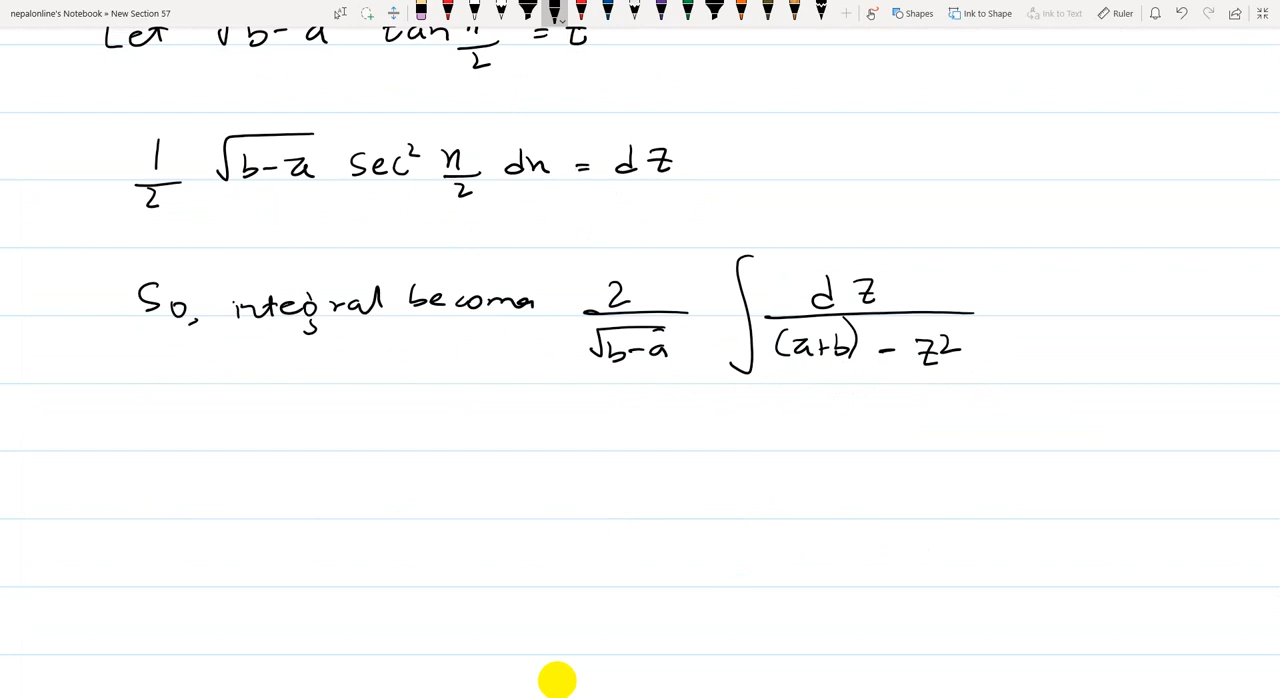 nepalonline's Notebook » New Section 57
Shapes Ink to Shape Ink to Text Ruler
Let √b-a tan x/2 = z
1/2 √b-a sec² x/2 dx = dz
So, integral becomes 2/√b-a ∫ dz/(a+b) - z²